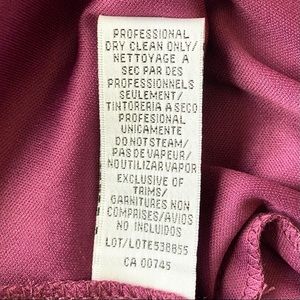 PROFESSIONAL
DRY CLEAN ONLY/
NETTOYAGE A
SEC PAR DES
PROFESSIONNELS
SEULEMENT/
TINTORERIA A SECO
PROFESIONAL
UNICAMENTE
DO NOT STEAM/
PAS DE VAPEUR/
NO UTILIZAR VAPOR
EXCLUSIVE OF
TRIMS/
GARNITURES NON
COMPRISES/AVIOS
NO INCLUIDOS
LOT/LOTE538855
CA 00745